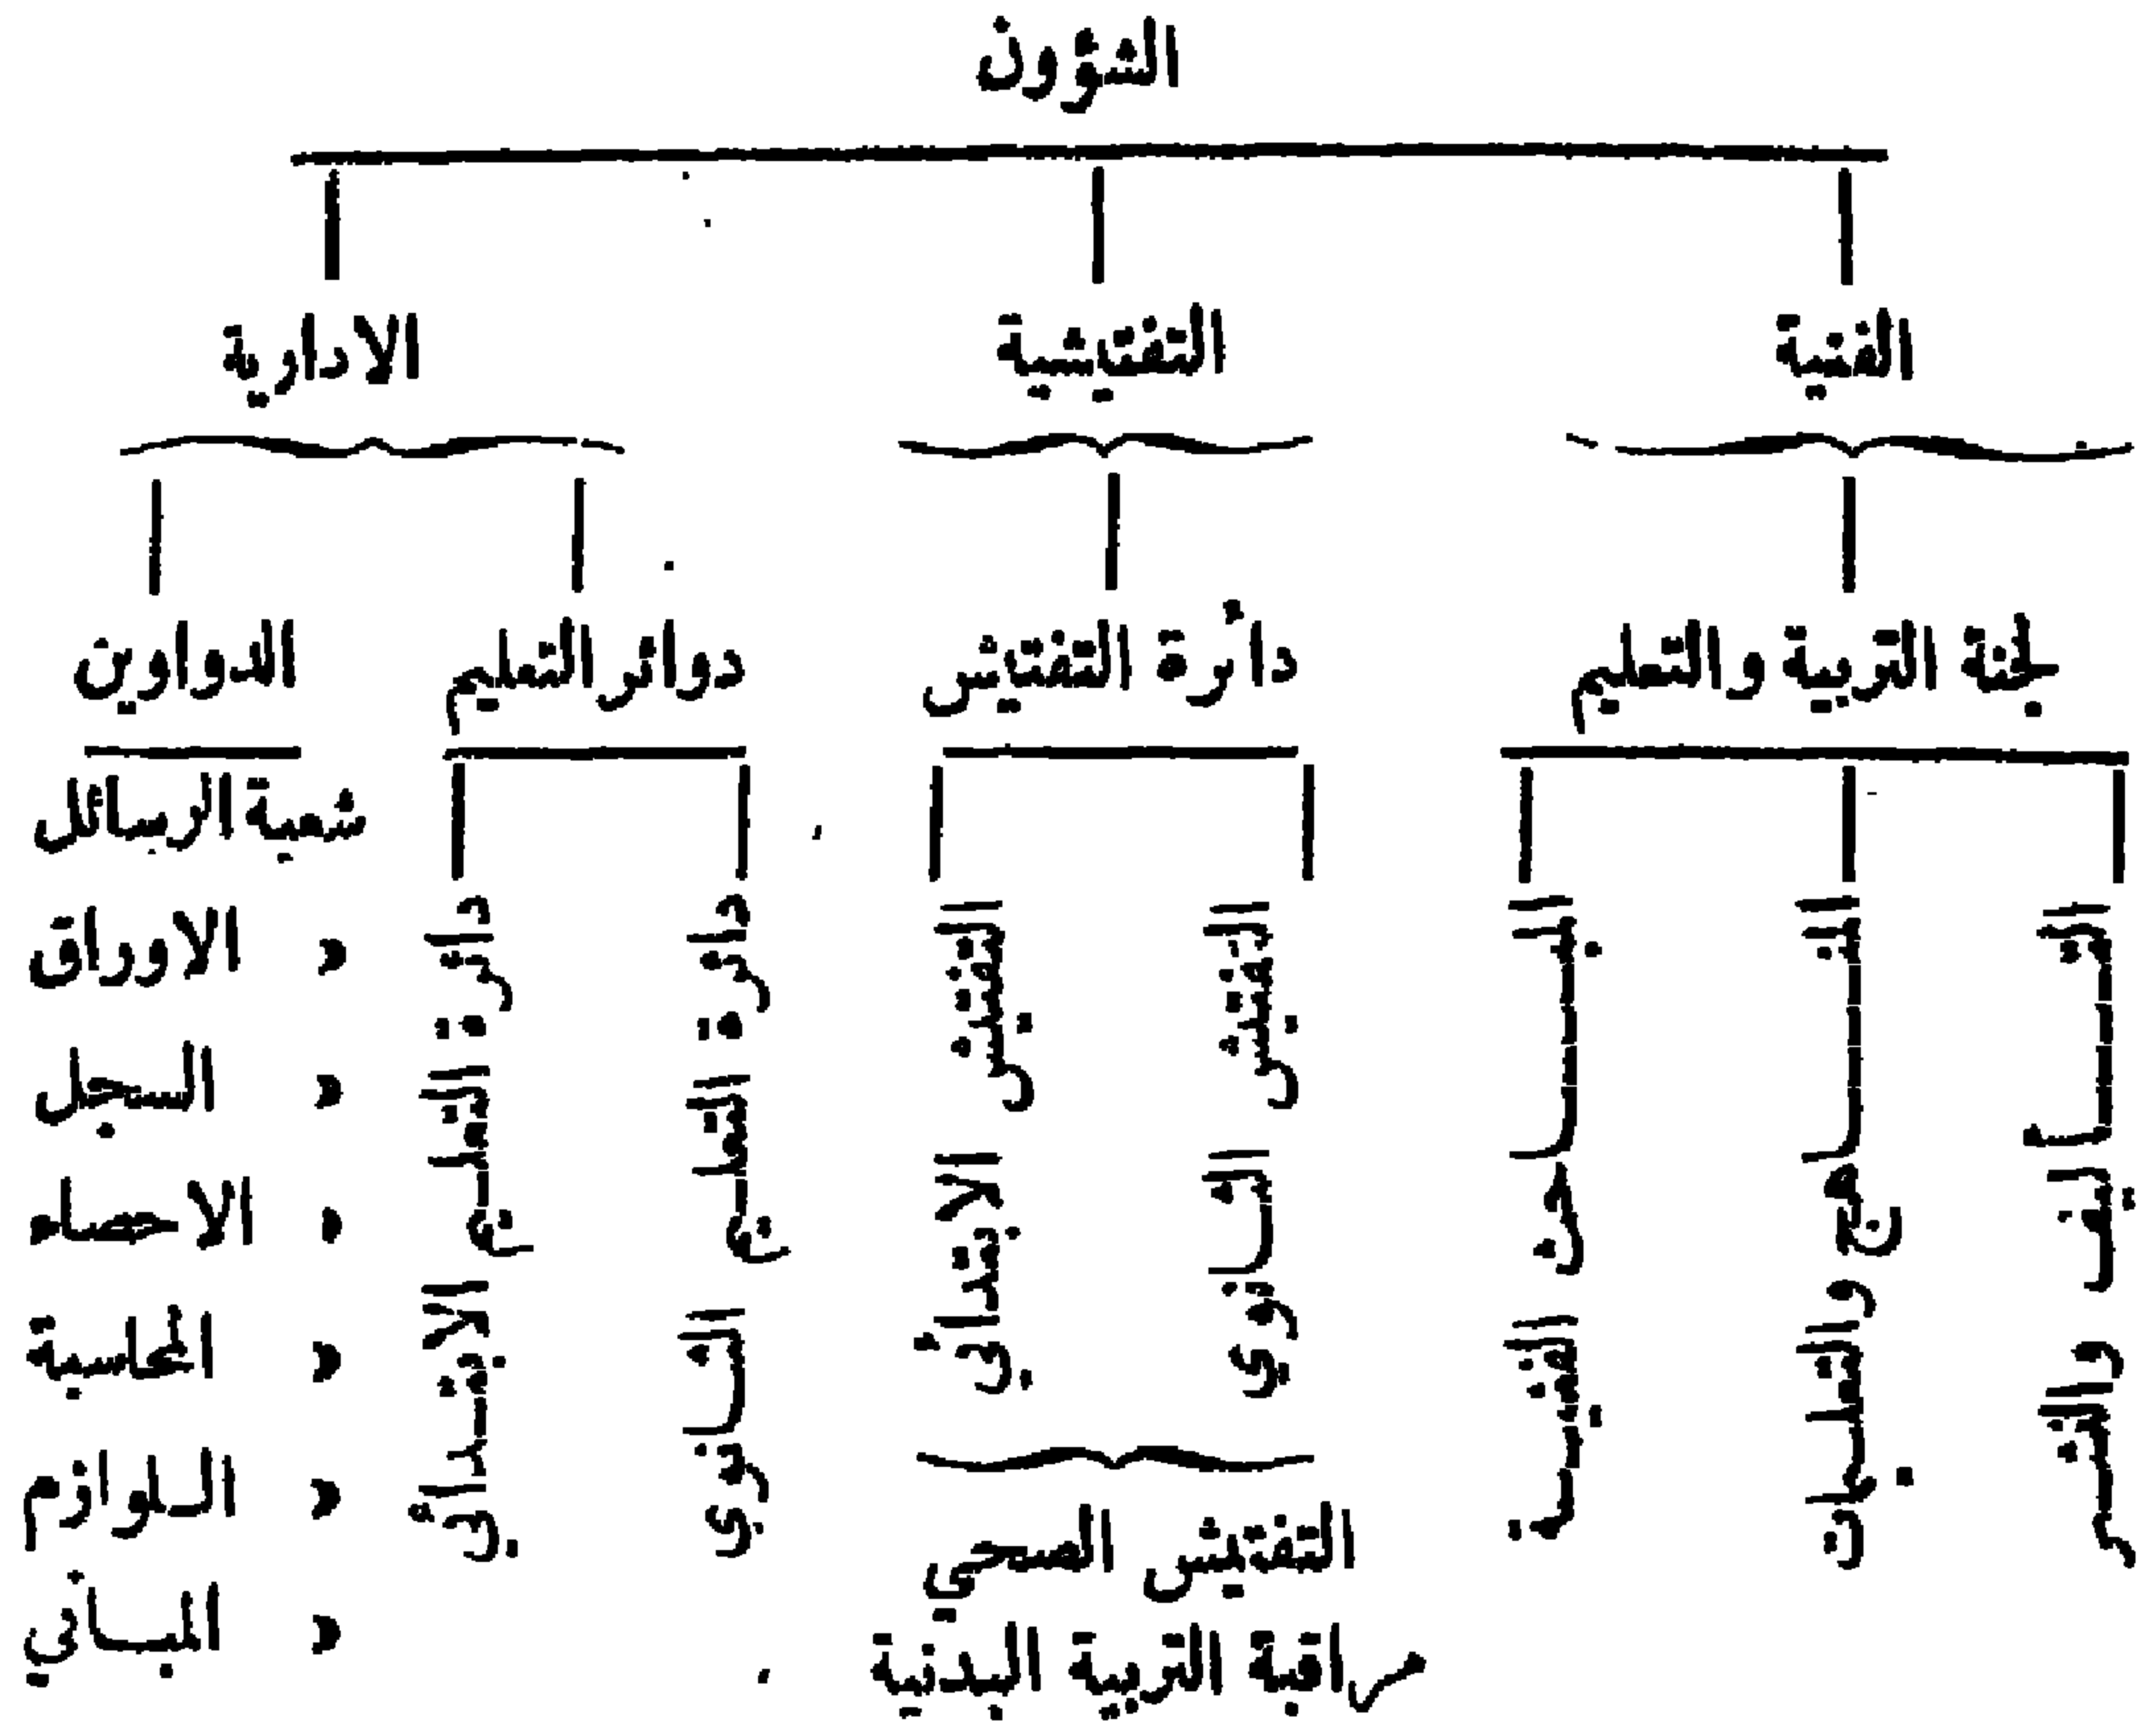 الشؤون
الفنية
التفتيشية
الادارية
لجنة التربية والتعليم
دائرة التفتيش
دوائر التعليم
الدواوين
التفتيش الثانوي
التفتيش الابتدائي
دائرة التعليم الثانوي
دائرة التعليم الابتدائي
شعبة الرسائل
« الاوراق
« السجل
« الاحصاء
« المحاسبة
« اللوازم
« المباني
التفتيش الصحي
مراقبة التربية البدنية